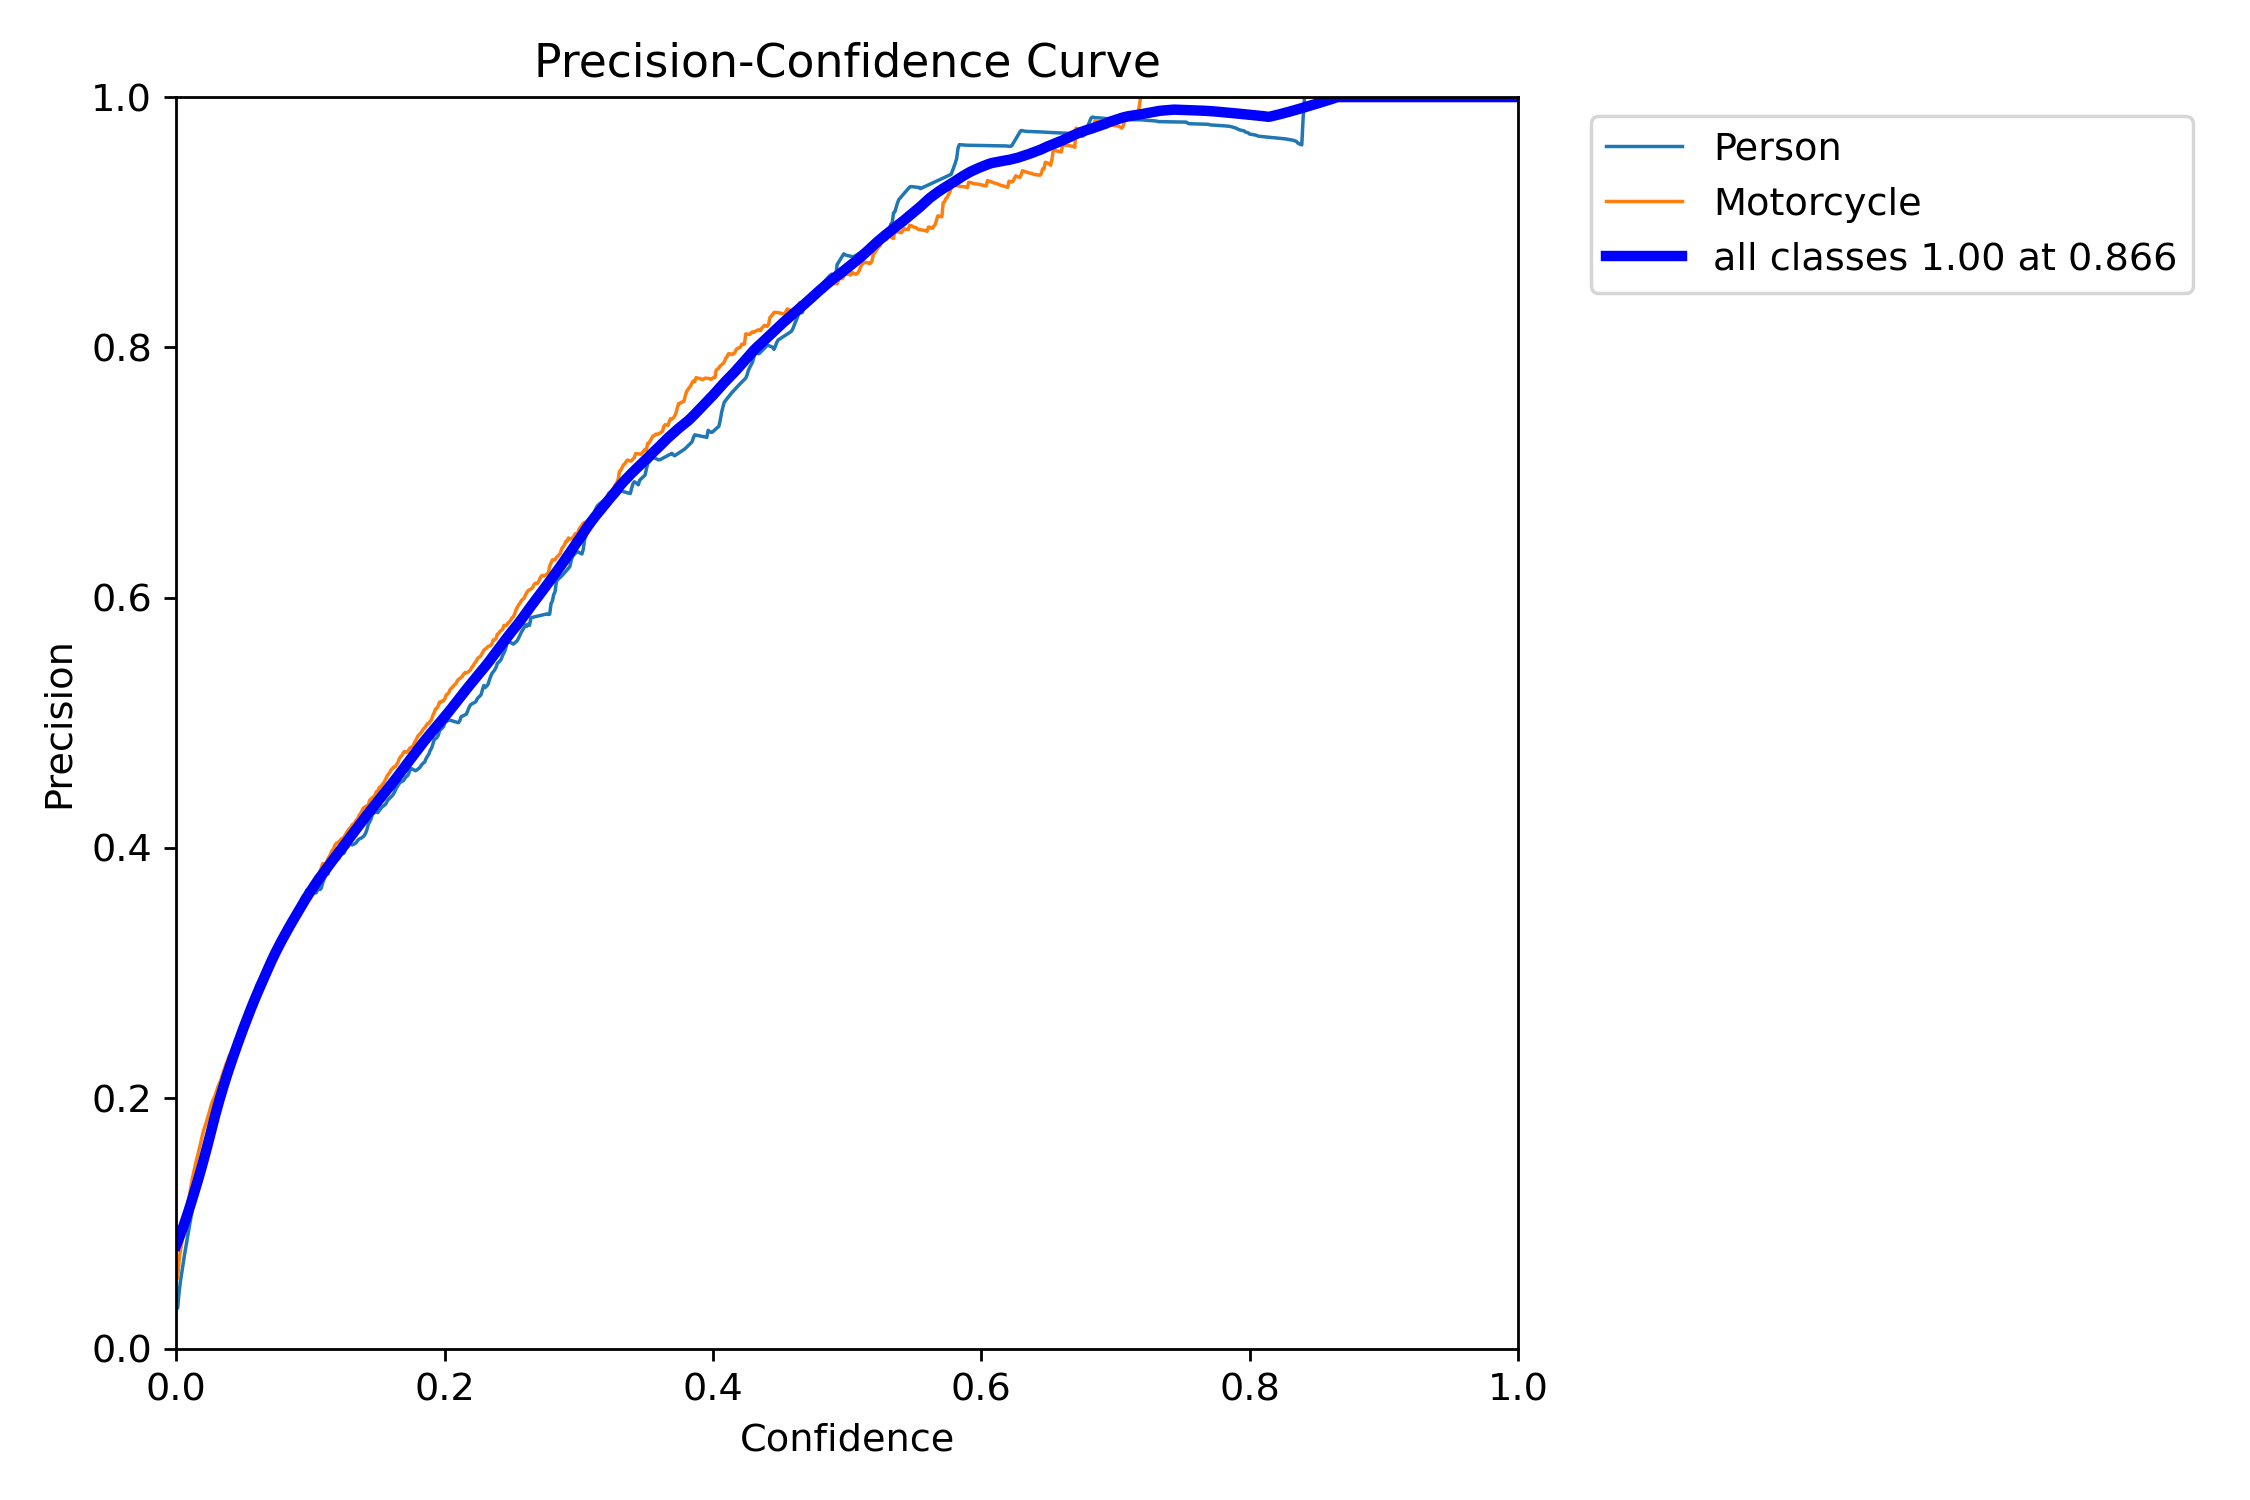 Precision-Confidence Curve
1.0
0.8
0.6
0.4
0.2
0.0
Precision
0.0 0.2 0.4 0.6 0.8 1.0
Confidence
Person
Motorcycle
all classes 1.00 at 0.866